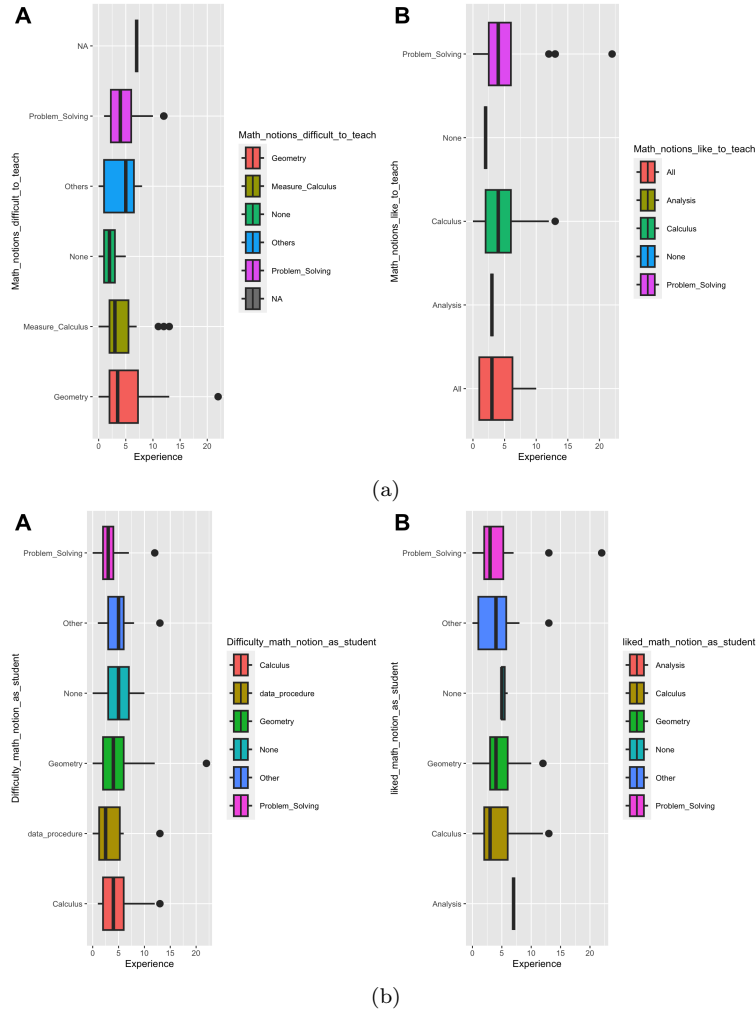 A
Math_notions_difficult_to_teach
NA
Problem_Solving
Others
None
Measure_Calculus
Geometry
0 5 10 15 20
Experience
Math_notions_difficult_to_teach
Geometry
Measure_Calculus
None
Others
Problem_Solving
NA
B
Math_notions_like_to_teach
Problem_Solving
None
Calculus
Analysis
All
0 5 10 15 20
Experience
Math_notions_like_to_teach
All
Analysis
Calculus
None
Problem_Solving
(a)
A
Difficulty_math_notion_as_student
Problem_Solving
Other
None
Geometry
data_procedure
Calculus
0 5 10 15 20
Experience
Difficulty_math_notion_as_student
Calculus
data_procedure
Geometry
None
Other
Problem_Solving
B
liked_math_notion_as_student
Problem_Solving
Other
None
Geometry
Calculus
Analysis
0 5 10 15 20
Experience
liked_math_notion_as_student
Analysis
Calculus
Geometry
None
Other
Problem_Solving
(b)